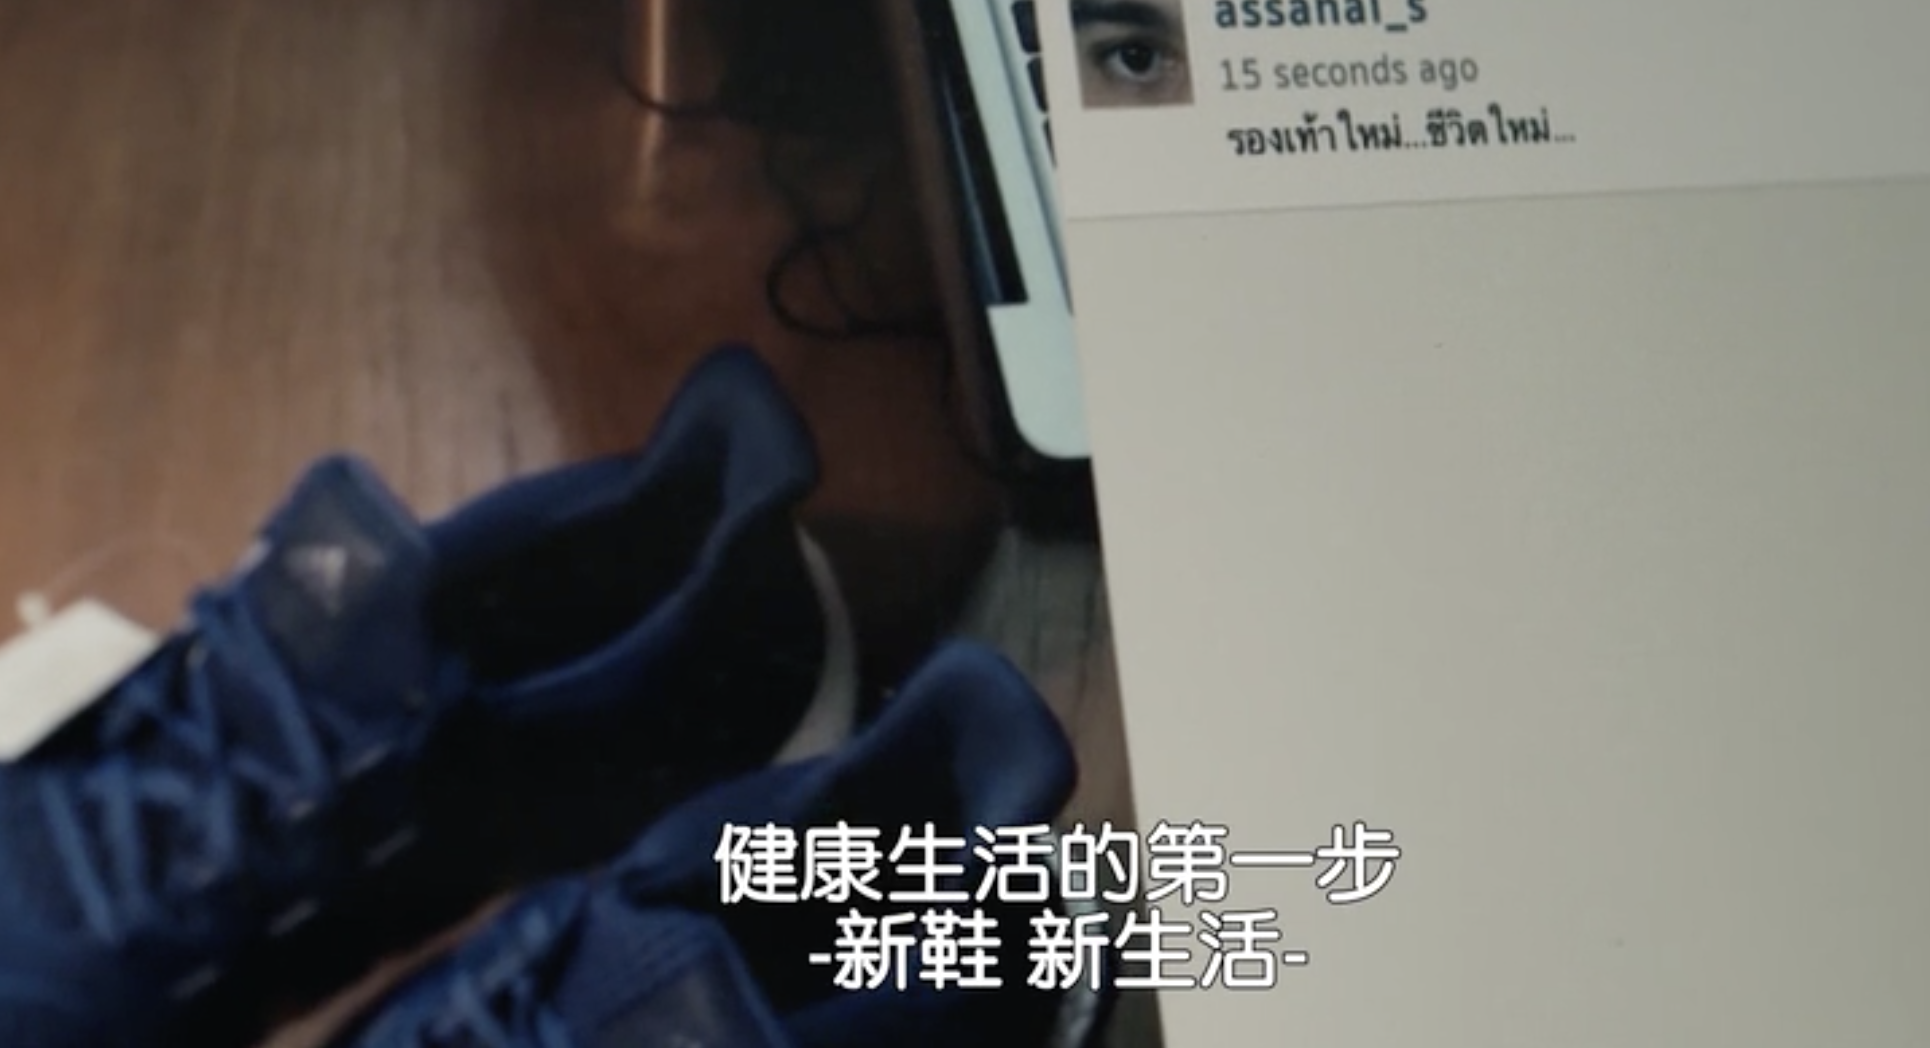 assanai_s
15 seconds ago
รองเท้าใหม่...ชีวิตใหม่...
健康生活的第一步
-新鞋 新生活-